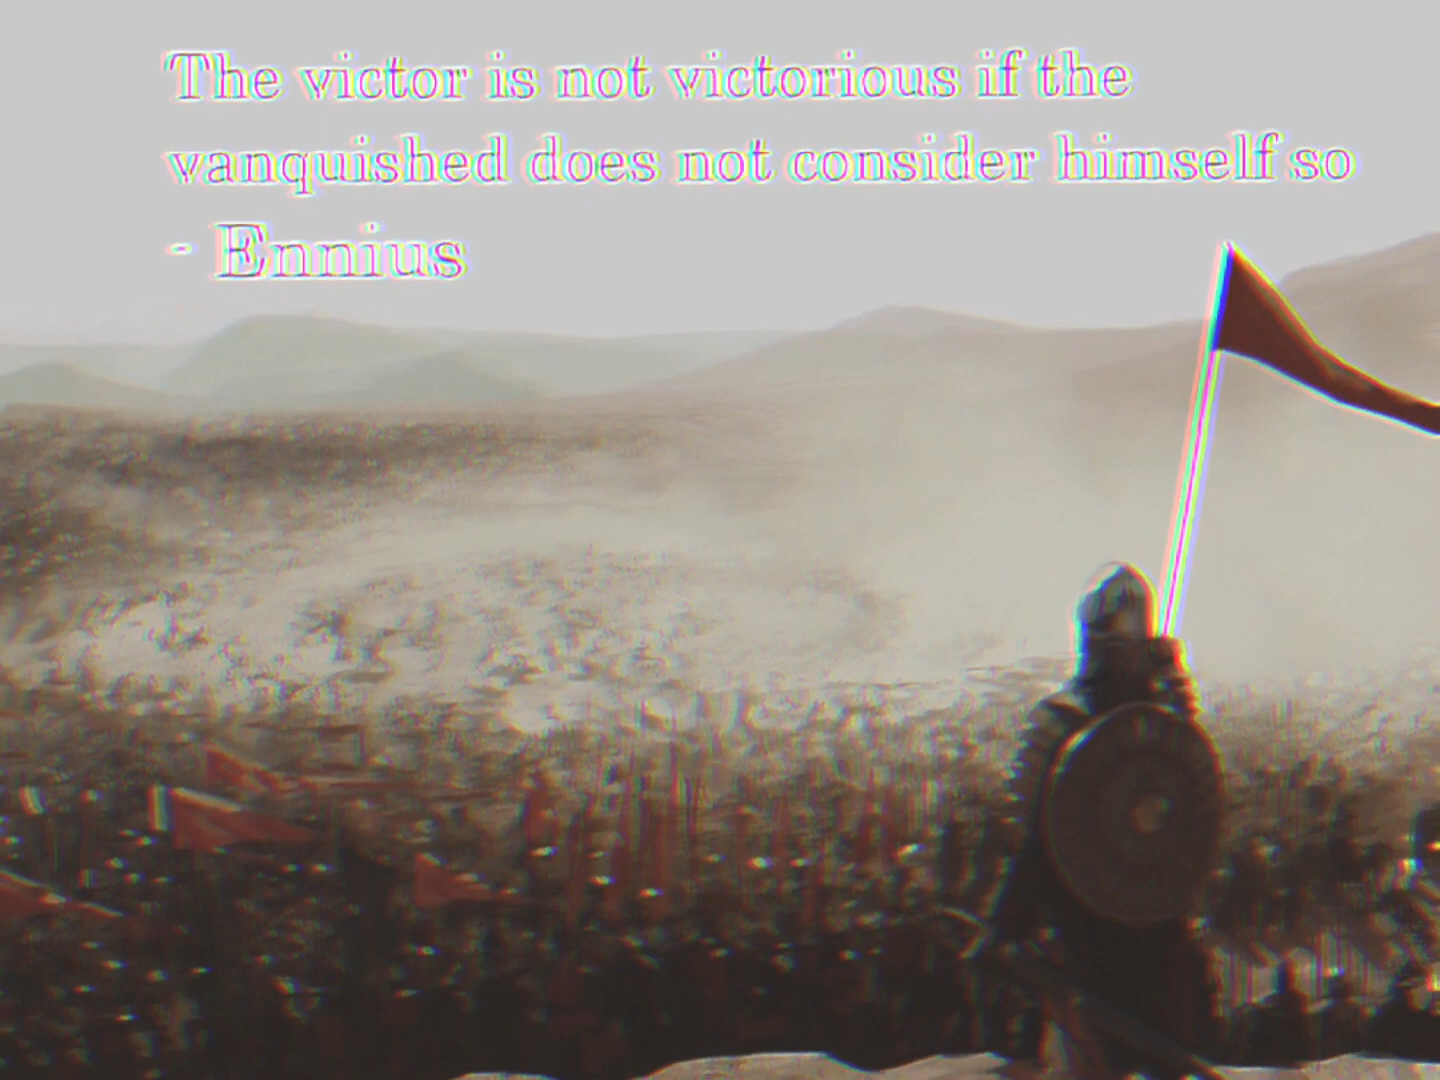 The victor is not victorious if the
vanquished does not consider himself so
- Ennius